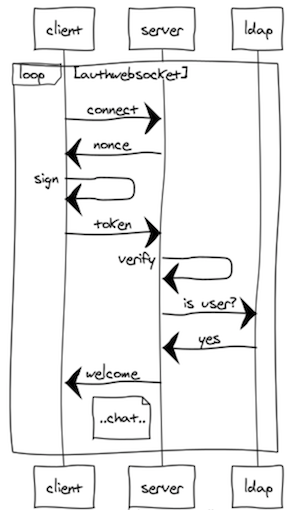 client server ldap
loop [authwebsocket]
connect
nonce
sign
token
verify
is user?
yes
welcome
..chat..
client server ldap